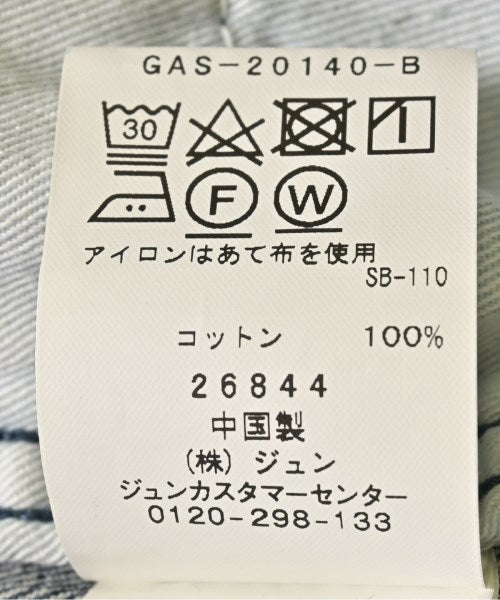 GAS-20140-B
30
F W
アイロンはあて布を使用
SB-110
コットン 100%
26844
中国製
(株) ジュン
ジュンカスタマーセンター
0120-298-133